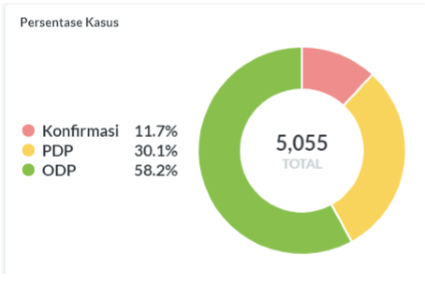 Persentase Kasus
Konfirmasi 11.7%
PDP 30.1%
ODP 58.2%
5,055
TOTAL